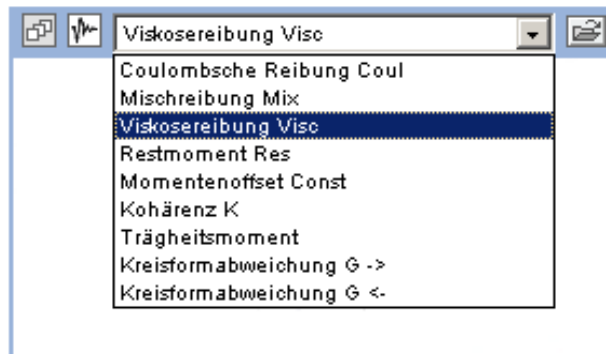 Viskosereibung Visc
Coulombsche Reibung Coul
Mischreibung Mix
Viskosereibung Visc
Restmoment Res
Momentenoffset Const
Kohärenz K
Trägheitsmoment
Kreisformabweichung G ->
Kreisformabweichung G <-